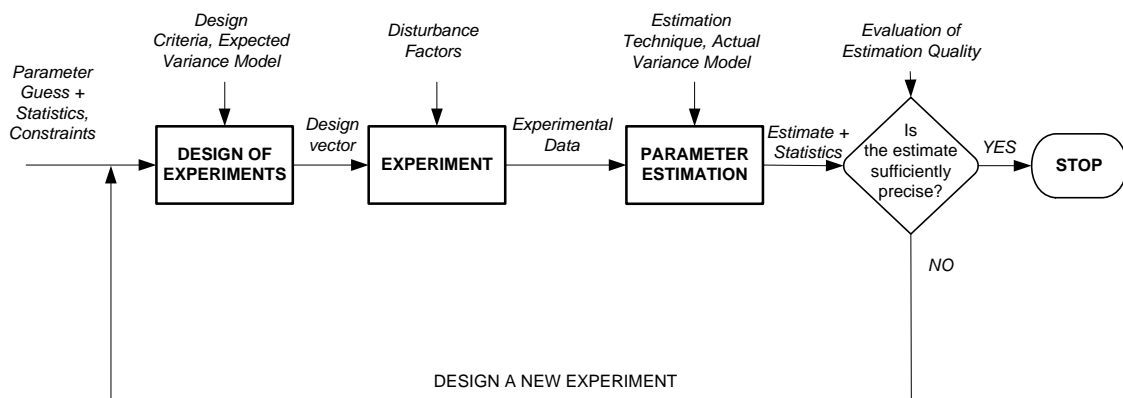 Design
Criteria, Expected
Variance Model
Disturbance
Factors
Estimation
Technique, Actual
Variance Model
Evaluation of
Estimation Quality
Parameter
Guess +
Statistics,
Constraints
DESIGN OF
EXPERIMENTS
Design
vector
EXPERIMENT
Experimental
Data
PARAMETER
ESTIMATION
Estimate +
Statistics
Is
the estimate
sufficiently
precise?
YES
STOP
NO
DESIGN A NEW EXPERIMENT